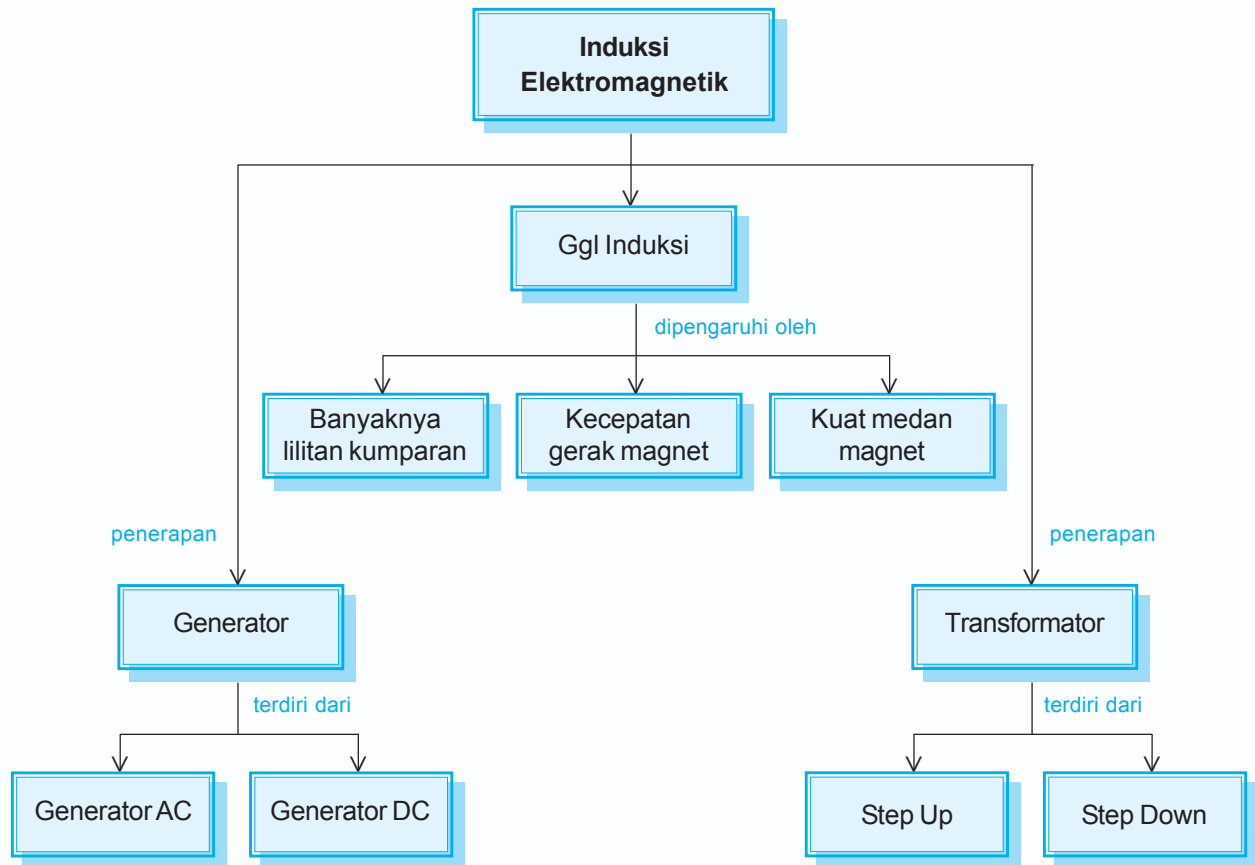 Induksi
Elektromagnetik
Ggl Induksi
dipengaruhi oleh
Banyaknya
lilitan kumparan
Kecepatan
gerak magnet
Kuat medan
magnet
penerapan
penerapan
Generator
Transformator
terdiri dari
terdiri dari
Generator AC
Generator DC
Step Up
Step Down